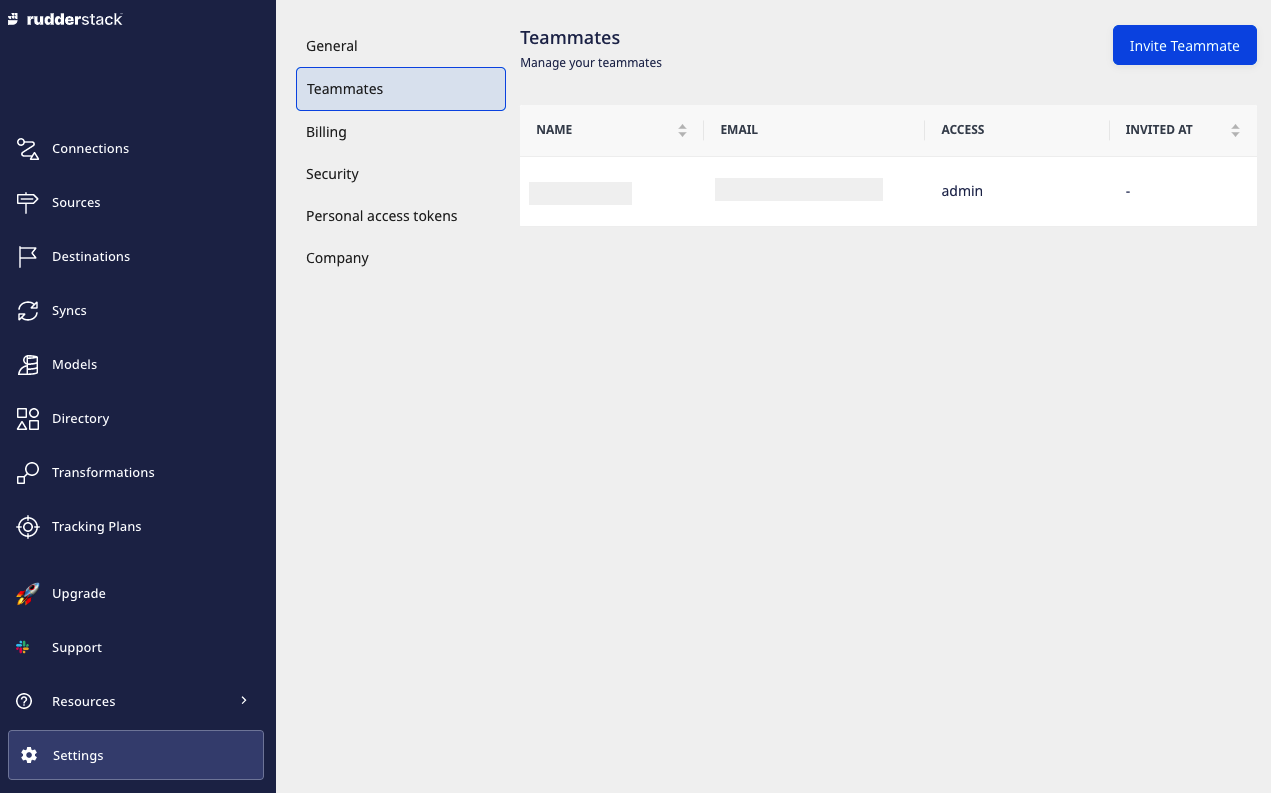 rudderstack
Connections
Sources
Destinations
Syncs
Models
Directory
Transformations
Tracking Plans
Upgrade
Support
Resources
Settings
General
Teammates
Billing
Security
Personal access tokens
Company
Teammates
Manage your teammates
Invite Teammate
NAME EMAIL ACCESS INVITED AT
admin -